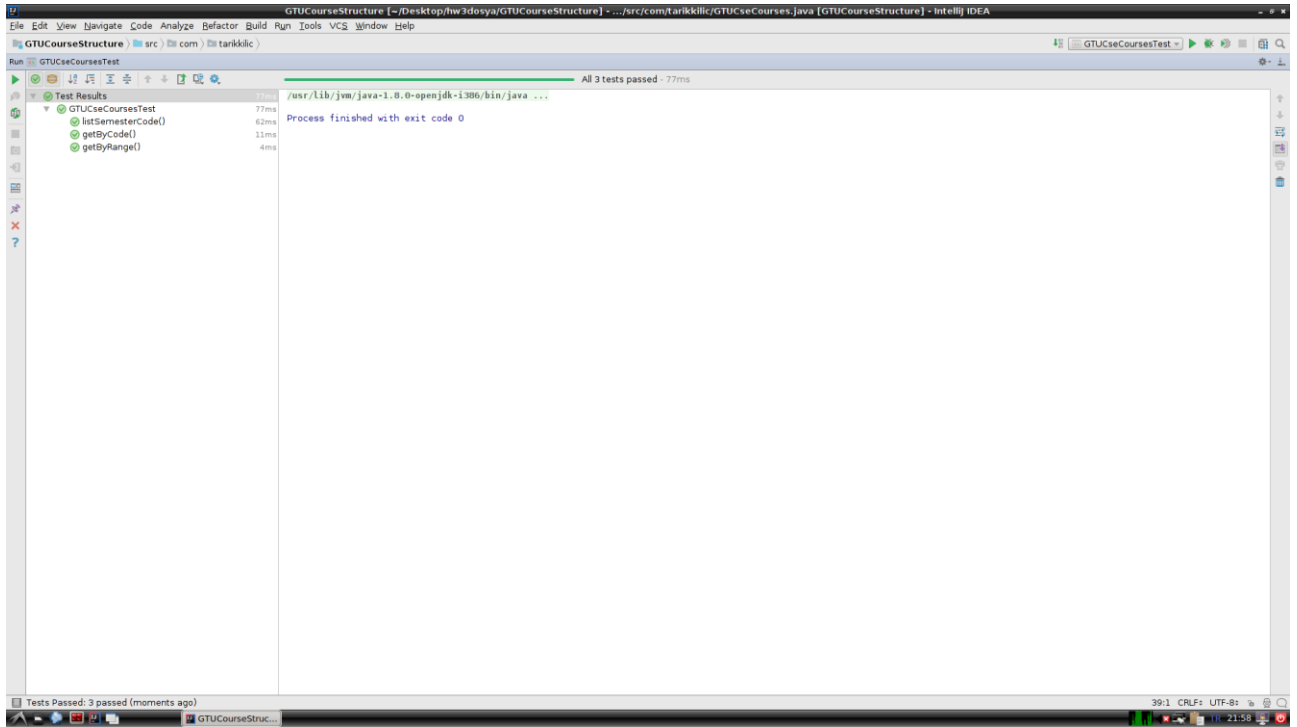 GTUCourseStructure [~/Desktop/hw3dosya/GTUCourseStructure] - .../src/com/tarikkilic/GTUCseCourses.java [GTUCourseStructure] - IntelliJ IDEA
File Edit View Navigate Code Analyze Refactor Build Run Tools VCS Window Help
GTUCourseStructure src com tarikkilic GTUCseCoursesTest
Run GTUCseCoursesTest
All 3 tests passed - 77ms
Test Results 77ms
/usr/lib/jvm/java-1.8.0-openjdk-i386/bin/java ...
GTUCseCoursesTest 77ms
listSemesterCode() 62ms
Process finished with exit code 0
getByCode() 11ms
getByRange() 4ms
Tests Passed: 3 passed (moments ago) 39:1 CRLF÷ UTF-8÷
GTUCourseStruc... TR 21:58